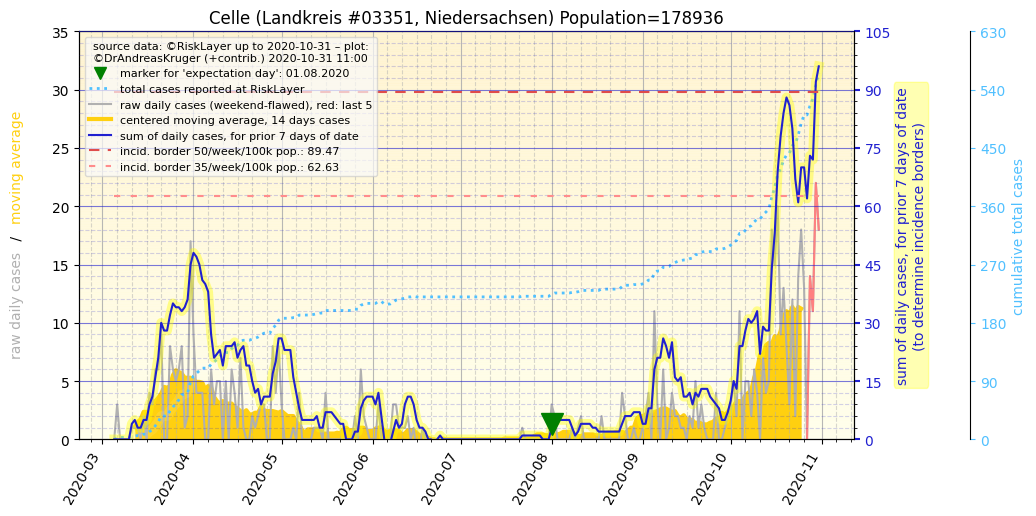 Celle (Landkreis #03351, Niedersachsen) Population=178936
source data: ©RiskLayer up to 2020-10-31 – plot:
©DrAndreasKruger (+contrib.) 2020-10-31 11:00
marker for 'expectation day': 01.08.2020
total cases reported at RiskLayer
raw daily cases (weekend-flawed), red: last 5
centered moving average, 14 days cases
sum of daily cases, for prior 7 days of date
incid. border 50/week/100k pop.: 89.47
incid. border 35/week/100k pop.: 62.63
raw daily cases / moving average
35
30
25
20
15
10
5
0
2020-03
2020-04
2020-05
2020-06
2020-07
2020-08
2020-09
2020-10
2020-11
105
90
75
60
45
30
15
0
sum of daily cases, for prior 7 days of date
(to determine incidence borders)
630
540
450
360
270
180
90
0
cumulative total cases